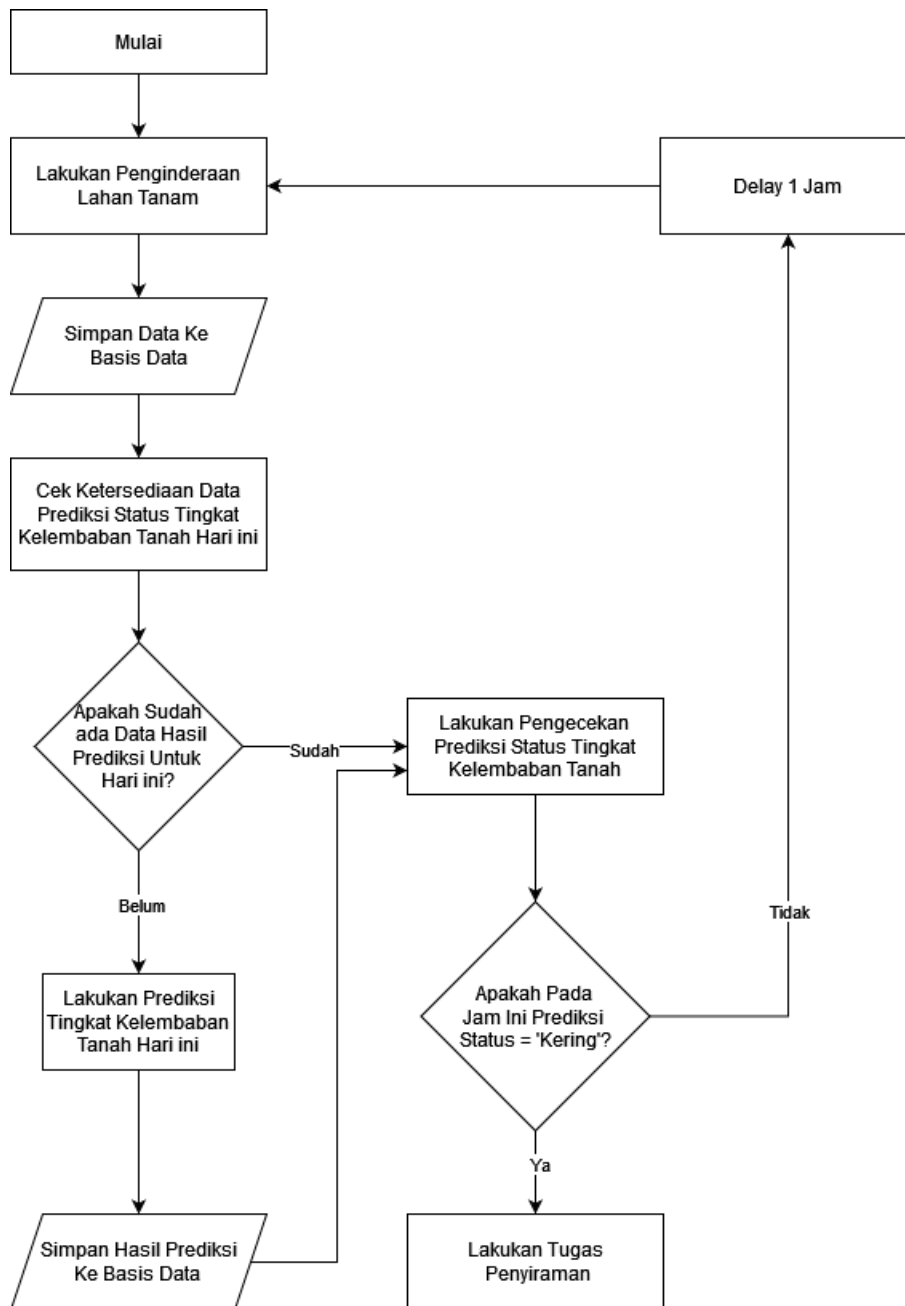 Mulai
Lakukan Penginderaan
Lahan Tanam
Delay 1 Jam
Simpan Data Ke
Basis Data
Cek Ketersediaan Data
Prediksi Status Tingkat
Kelembaban Tanah Hari ini
Apakah Sudah
ada Data Hasil
Prediksi Untuk
Hari ini?
Sudah
Lakukan Pengecekan
Prediksi Status Tingkat
Kelembaban Tanah
Belum
Tidak
Lakukan Prediksi
Tingkat Kelembaban
Tanah Hari ini
Apakah Pada
Jam Ini Prediksi
Status = 'Kering'?
Ya
Simpan Hasil Prediksi
Ke Basis Data
Lakukan Tugas
Penyiraman